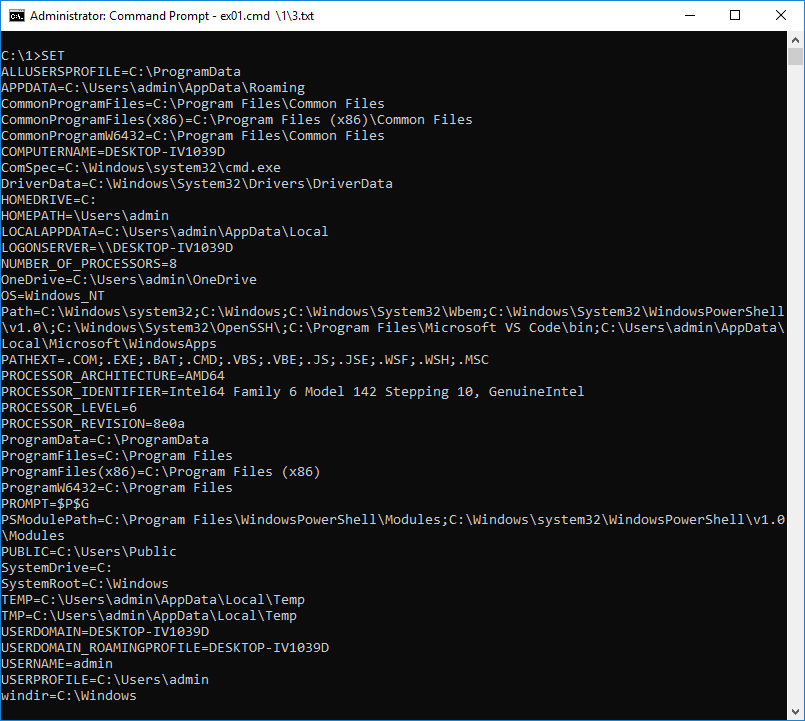 Administrator: Command Prompt - ex01.cmd \1\3.txt
C:\1>SET
ALLUSERSPROFILE=C:\ProgramData
APPDATA=C:\Users\admin\AppData\Roaming
CommonProgramFiles=C:\Program Files\Common Files
CommonProgramFiles(x86)=C:\Program Files (x86)\Common Files
CommonProgramW6432=C:\Program Files\Common Files
COMPUTERNAME=DESKTOP-IV1039D
ComSpec=C:\Windows\system32\cmd.exe
DriverData=C:\Windows\System32\Drivers\DriverData
HOMEDRIVE=C:
HOMEPATH=\Users\admin
LOCALAPPDATA=C:\Users\admin\AppData\Local
LOGONSERVER=\\DESKTOP-IV1039D
NUMBER_OF_PROCESSORS=8
OneDrive=C:\Users\admin\OneDrive
OS=Windows_NT
Path=C:\Windows\system32;C:\Windows;C:\Windows\System32\Wbem;C:\Windows\System32\WindowsPowerShell
\v1.0\;C:\Windows\System32\OpenSSH\;C:\Program Files\Microsoft VS Code\bin;C:\Users\admin\AppData\
Local\Microsoft\WindowsApps
PATHEXT=.COM;.EXE;.BAT;.CMD;.VBS;.VBE;.JS;.JSE;.WSF;.WSH;.MSC
PROCESSOR_ARCHITECTURE=AMD64
PROCESSOR_IDENTIFIER=Intel64 Family 6 Model 142 Stepping 10, GenuineIntel
PROCESSOR_LEVEL=6
PROCESSOR_REVISION=8e0a
ProgramData=C:\ProgramData
ProgramFiles=C:\Program Files
ProgramFiles(x86)=C:\Program Files (x86)
ProgramW6432=C:\Program Files
PROMPT=$P$G
PSModulePath=C:\Program Files\WindowsPowerShell\Modules;C:\Windows\system32\WindowsPowerShell\v1.0
\Modules
PUBLIC=C:\Users\Public
SystemDrive=C:
SystemRoot=C:\Windows
TEMP=C:\Users\admin\AppData\Local\Temp
TMP=C:\Users\admin\AppData\Local\Temp
USERDOMAIN=DESKTOP-IV1039D
USERDOMAIN_ROAMINGPROFILE=DESKTOP-IV1039D
USERNAME=admin
USERPROFILE=C:\Users\admin
windir=C:\Windows